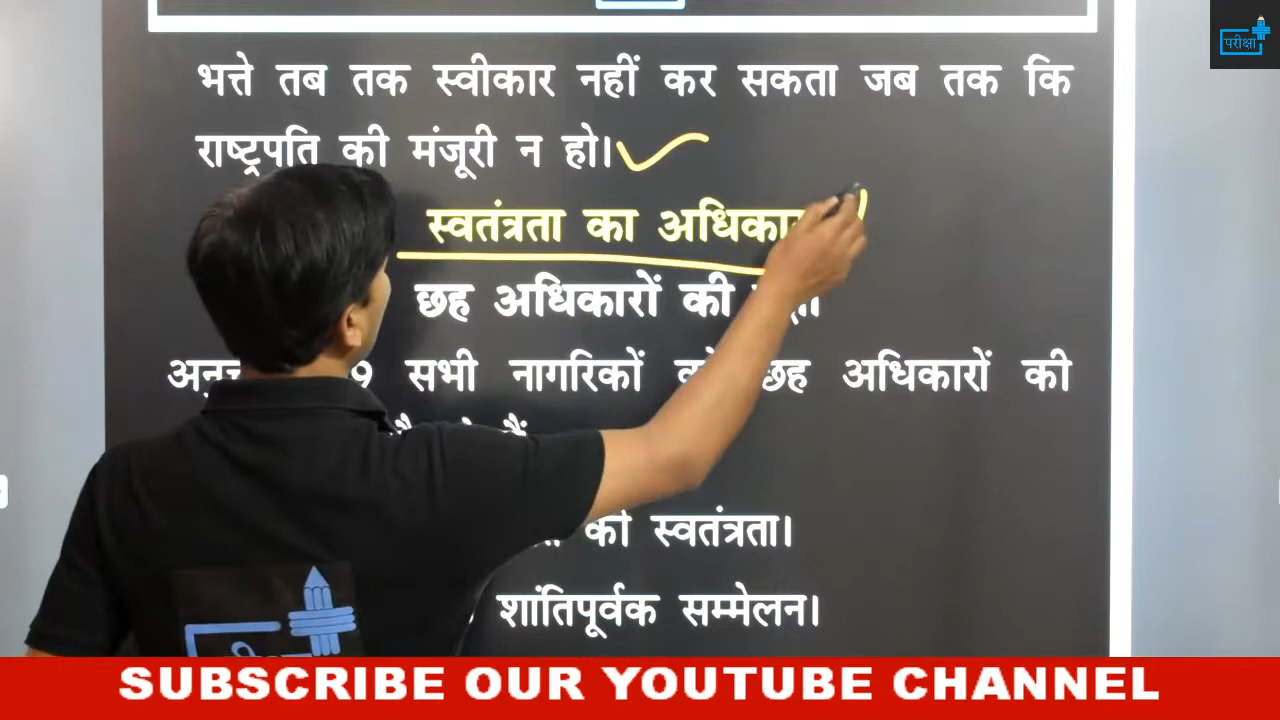 परीक्षा
भत्ते तब तक स्वीकार नहीं कर सकता जब तक कि
राष्ट्रपति की मंजूरी न हो।
स्वतंत्रता का
छह अधिकारों की
सभी नागरिकों छह अधिकारों की
की स्वतंत्रता।
शांतिपूर्वक सम्मेलन।
SUBSCRIBE OUR YOUTUBE CHANNEL